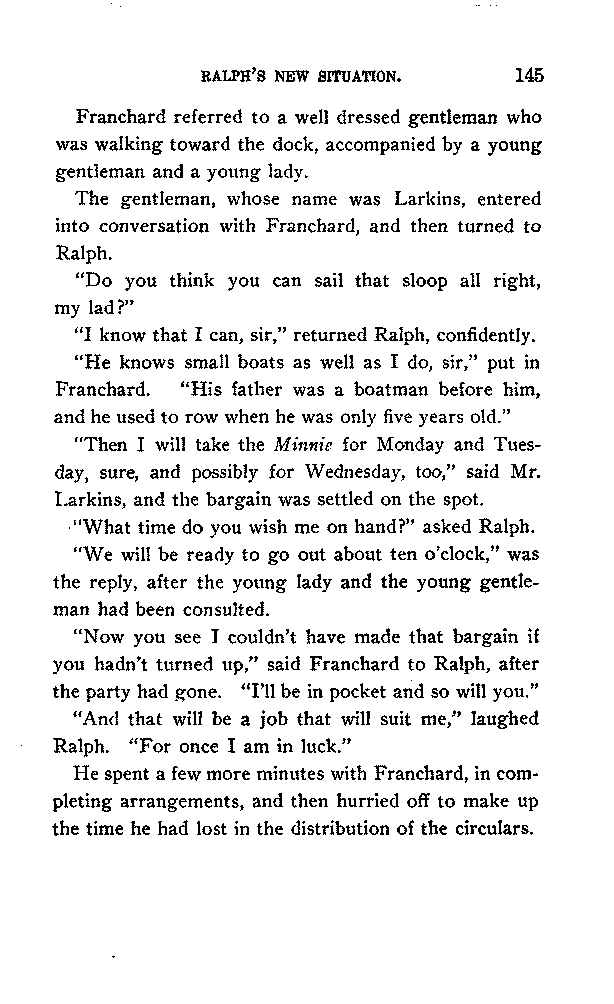 RALPH'S NEW SITUATION. 145
Franchard referred to a well dressed gentleman who
was walking toward the dock, accompanied by a young
gentleman and a young lady.
The gentleman, whose name was Larkins, entered
into conversation with Franchard, and then turned to
Ralph.
"Do you think you can sail that sloop all right,
my lad?"
"I know that I can, sir," returned Ralph, confidently.
"He knows small boats as well as I do, sir," put in
Franchard. "His father was a boatman before him,
and he used to row when he was only five years old."
"Then I will take the Minnie for Monday and Tues-
day, sure, and possibly for Wednesday, too," said Mr.
Larkins, and the bargain was settled on the spot.
"What time do you wish me on hand?" asked Ralph.
"We will be ready to go out about ten o'clock," was
the reply, after the young lady and the young gentle-
man had been consulted.
"Now you see I couldn't have made that bargain if
you hadn't turned up," said Franchard to Ralph, after
the party had gone. "I'll be in pocket and so will you."
"And that will be a job that will suit me," laughed
Ralph. "For once I am in luck."
He spent a few more minutes with Franchard, in com-
pleting arrangements, and then hurried off to make up
the time he had lost in the distribution of the circulars.